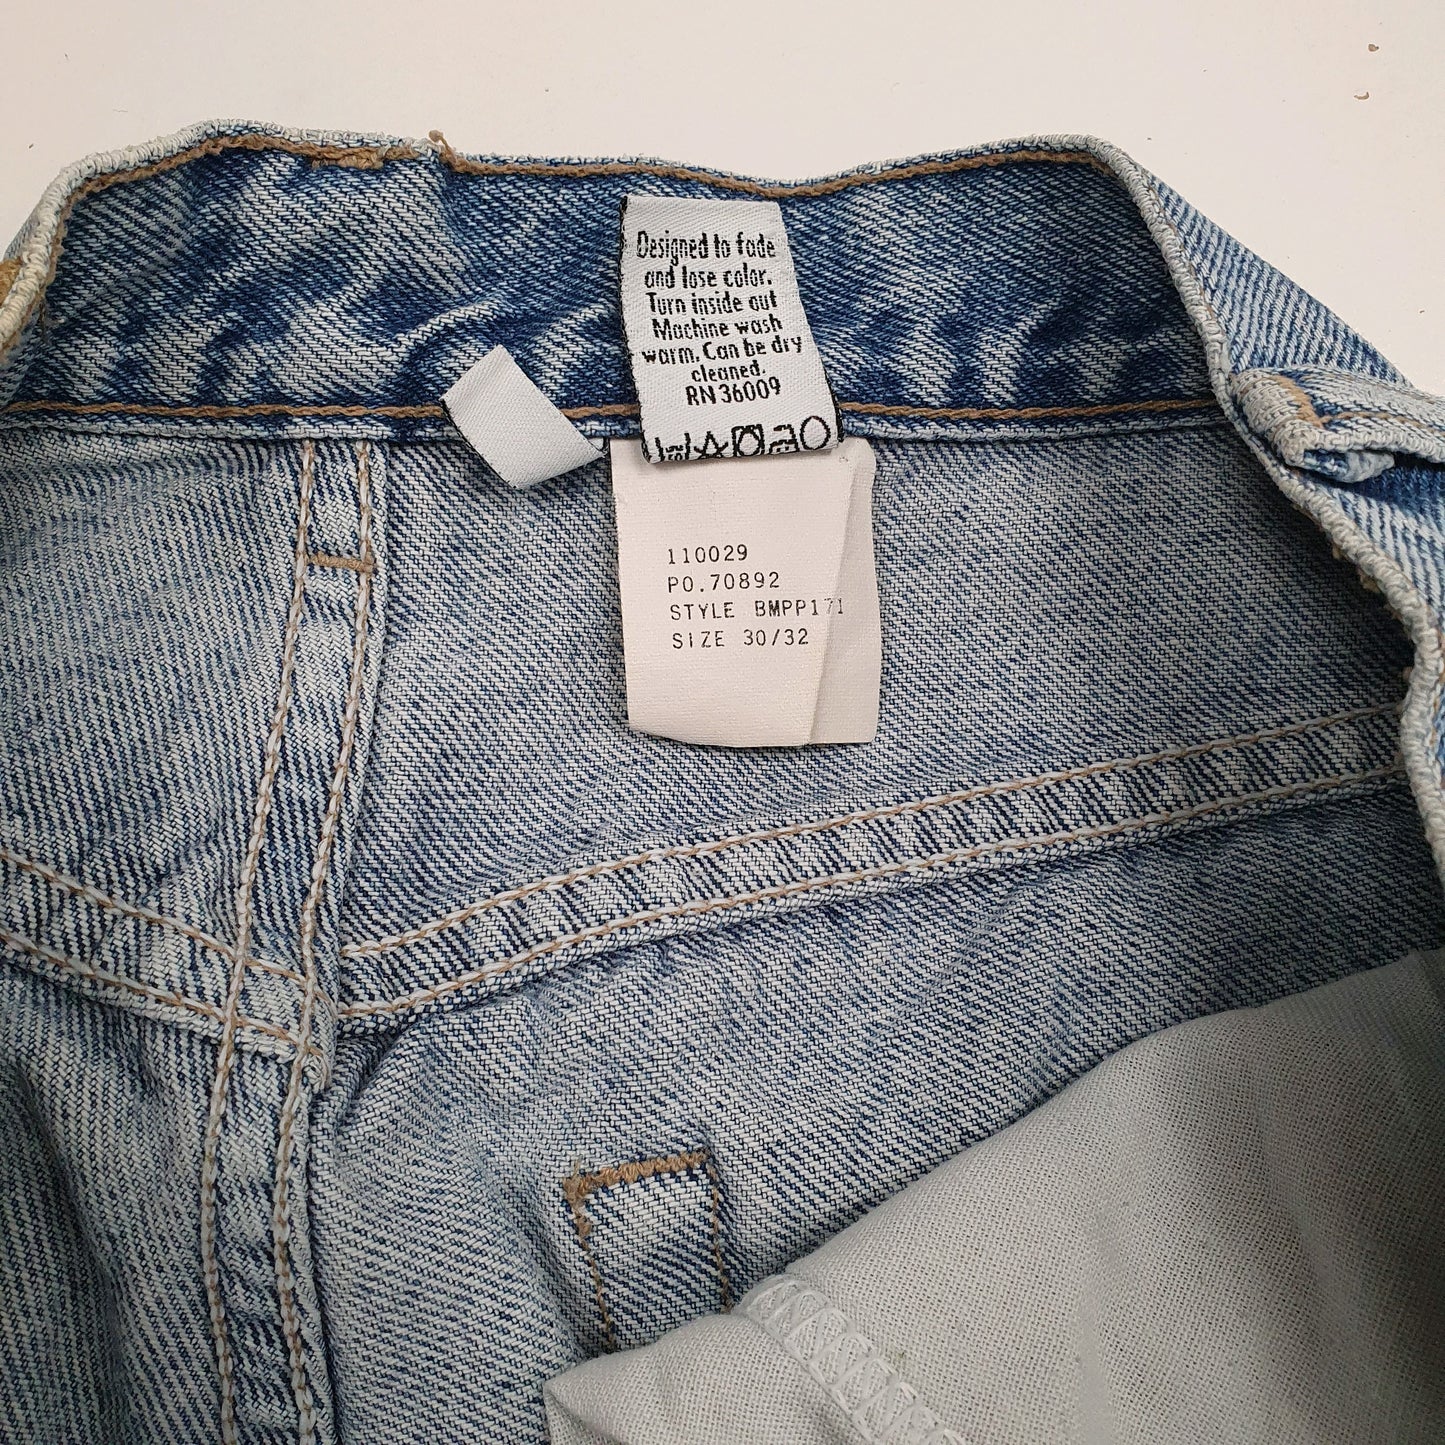 Designed to fade
and lose color.
Turn inside out
Machine wash
warm. Can be dry
cleaned.
RN 36009
110029
PO.70892
STYLE BMPP171
SIZE 30/32